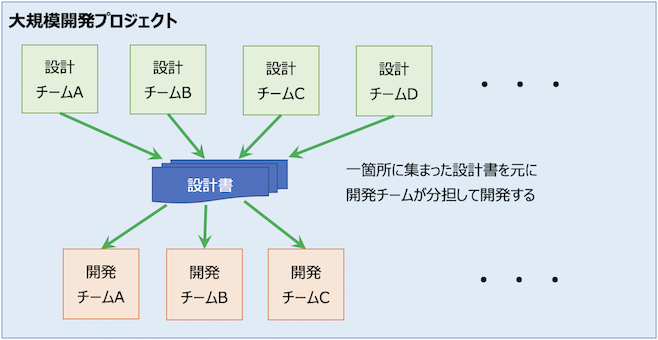 大規模開発プロジェクト
設計
チームA
設計
チームB
設計
チームC
設計
チームD
・ ・ ・
設計書
一箇所に集まった設計書を元に
開発チームが分担して開発する
開発
チームA
開発
チームB
開発
チームC
・ ・ ・